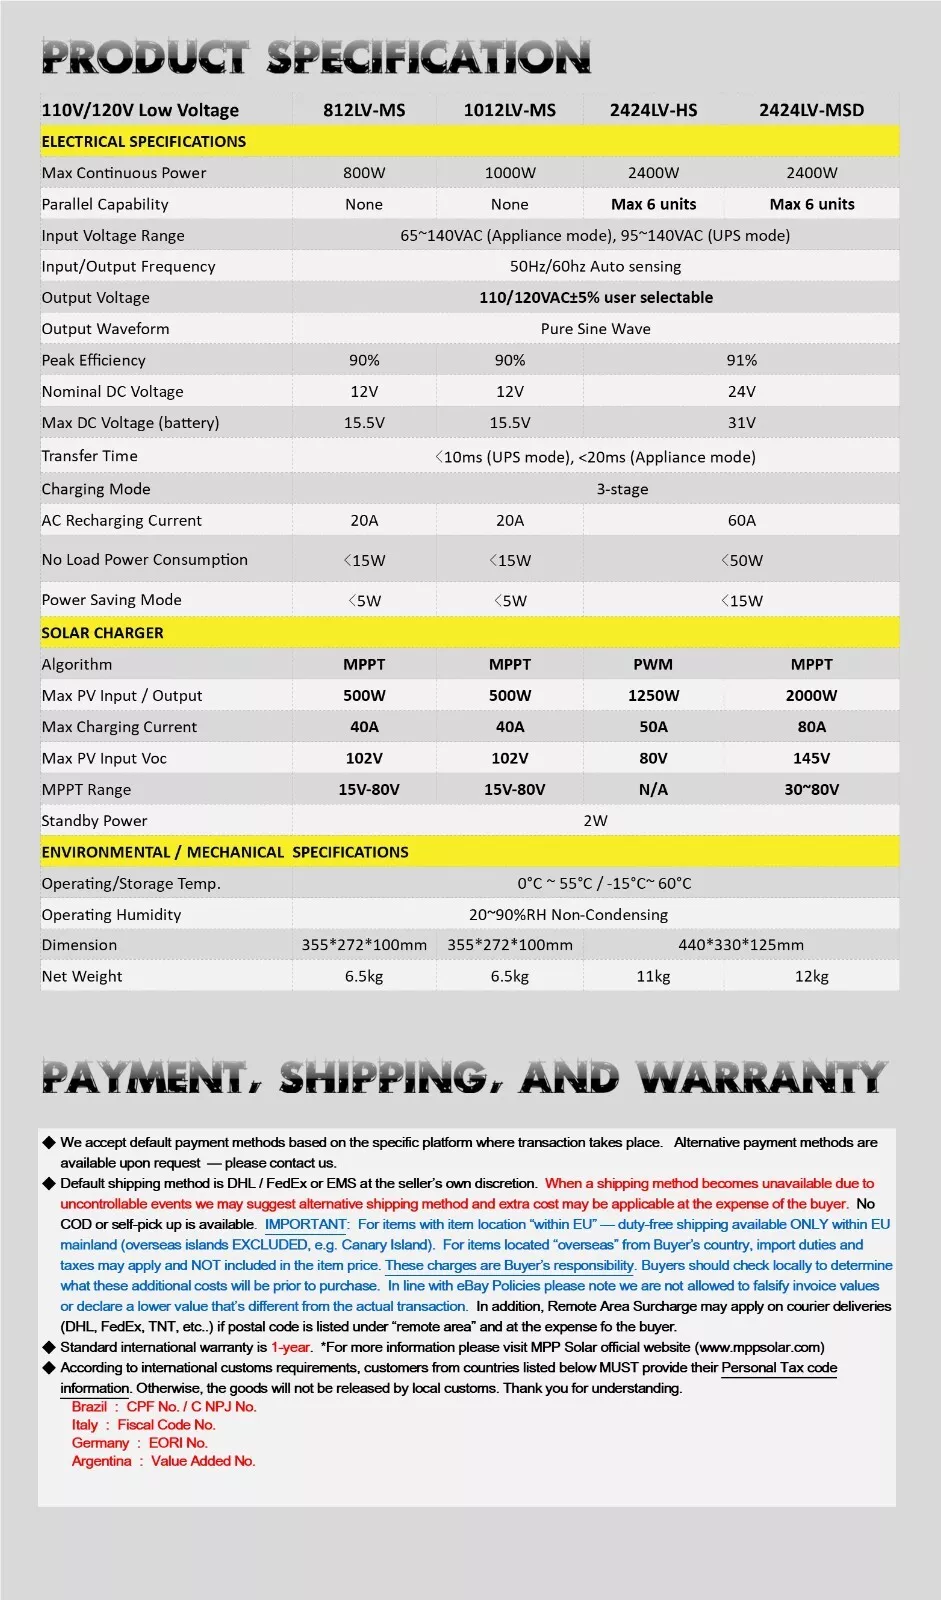 PRODUCT SPECIFICATION
110V/120V Low Voltage 812LV-MS 1012LV-MS 2424LV-HS 2424LV-MSD
ELECTRICAL SPECIFICATIONS
Max Continuous Power 800W 1000W 2400W 2400W
Parallel Capability None None Max 6 units Max 6 units
Input Voltage Range 65~140VAC (Appliance mode), 95~140VAC (UPS mode)
Input/Output Frequency 50Hz/60hz Auto sensing
Output Voltage 110/120VAC±5% user selectable
Output Waveform Pure Sine Wave
Peak Efficiency 90% 90% 91%
Nominal DC Voltage 12V 12V 24V
Max DC Voltage (battery) 15.5V 15.5V 31V
Transfer Time <10ms (UPS mode), <20ms (Appliance mode)
Charging Mode 3-stage
AC Recharging Current 20A 20A 60A
No Load Power Consumption <15W <15W <50W
Power Saving Mode <5W <5W <15W
SOLAR CHARGER
Algorithm MPPT MPPT PWM MPPT
Max PV Input / Output 500W 500W 1250W 2000W
Max Charging Current 40A 40A 50A 80A
Max PV Input Voc 102V 102V 80V 145V
MPPT Range 15V-80V 15V-80V N/A 30~80V
Standby Power 2W
ENVIRONMENTAL / MECHANICAL SPECIFICATIONS
Operating/Storage Temp. 0°C ~ 55°C / -15°C~ 60°C
Operating Humidity 20~90%RH Non-Condensing
Dimension 355*272*100mm 355*272*100mm 440*330*125mm
Net Weight 6.5kg 6.5kg 11kg 12kg
PAYMENT, SHIPPING, AND WARRANTY
◆ We accept default payment methods based on the specific platform where transaction takes place. Alternative payment methods are
available upon request — please contact us.
◆ Default shipping method is DHL / FedEx or EMS at the seller's own discretion. When a shipping method becomes unavailable due to
uncontrollable events we may suggest alternative shipping method and extra cost may be applicable at the expense of the buyer. No
COD or self-pick up is available. IMPORTANT: For items with item location “within EU” — duty-free shipping available ONLY within EU
mainland (overseas islands EXCLUDED, e.g. Canary Island). For items located “overseas” from Buyer's country, import duties and
taxes may apply and NOT included in the item price. These charges are Buyer's responsibility. Buyers should check locally to determine
what these additional costs will be prior to purchase. In line with eBay Policies please note we are not allowed to falsify invoice values
or declare a lower value that's different from the actual transaction. In addition, Remote Area Surcharge may apply on courier deliveries
(DHL, FedEx, TNT, etc..) if postal code is listed under “remote area” and at the expense fo the buyer.
◆ Standard international warranty is 1-year. *For more information please visit MPP Solar official website (www.mppsolar.com)
◆ According to international customs requirements, customers from countries listed below MUST provide their Personal Tax code
information. Otherwise, the goods will not be released by local customs. Thank you for understanding.
Brazil : CPF No. / C NPJ No.
Italy : Fiscal Code No.
Germany : EORI No.
Argentina : Value Added No.